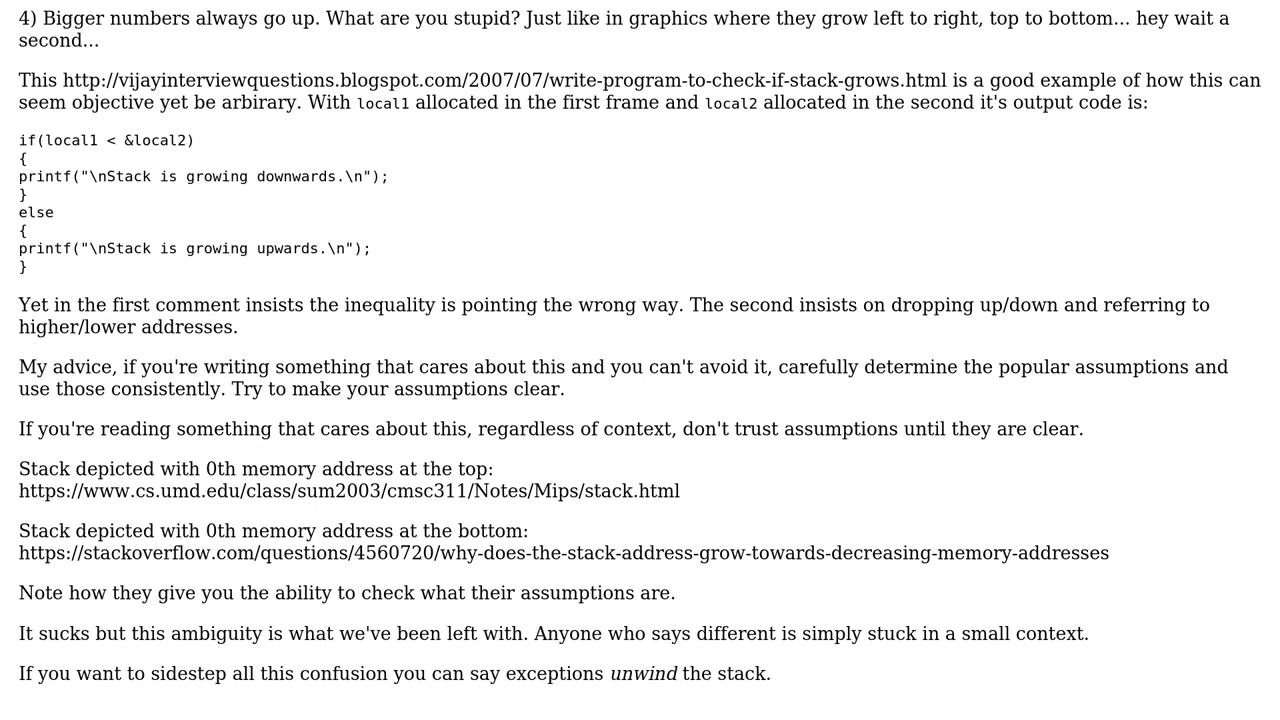 4) Bigger numbers always go up. What are you stupid? Just like in graphics where they grow left to right, top to bottom... hey wait a
second...
This http://vijayinterviewquestions.blogspot.com/2007/07/write-program-to-check-if-stack-grows.html is a good example of how this can
seem objective yet be arbirary. With local1 allocated in the first frame and local2 allocated in the second it's output code is:
if(local1 < &local2)
{
printf("\nStack is growing downwards.\n");
}
else
{
printf("\nStack is growing upwards.\n");
}
Yet in the first comment insists the inequality is pointing the wrong way. The second insists on dropping up/down and referring to
higher/lower addresses.
My advice, if you're writing something that cares about this and you can't avoid it, carefully determine the popular assumptions and
use those consistently. Try to make your assumptions clear.
If you're reading something that cares about this, regardless of context, don't trust assumptions until they are clear.
Stack depicted with 0th memory address at the top:
https://www.cs.umd.edu/class/sum2003/cmsc311/Notes/Mips/stack.html
Stack depicted with 0th memory address at the bottom:
https://stackoverflow.com/questions/4560720/why-does-the-stack-address-grow-towards-decreasing-memory-addresses
Note how they give you the ability to check what their assumptions are.
It sucks but this ambiguity is what we've been left with. Anyone who says different is simply stuck in a small context.
If you want to sidestep all this confusion you can say exceptions unwind the stack.